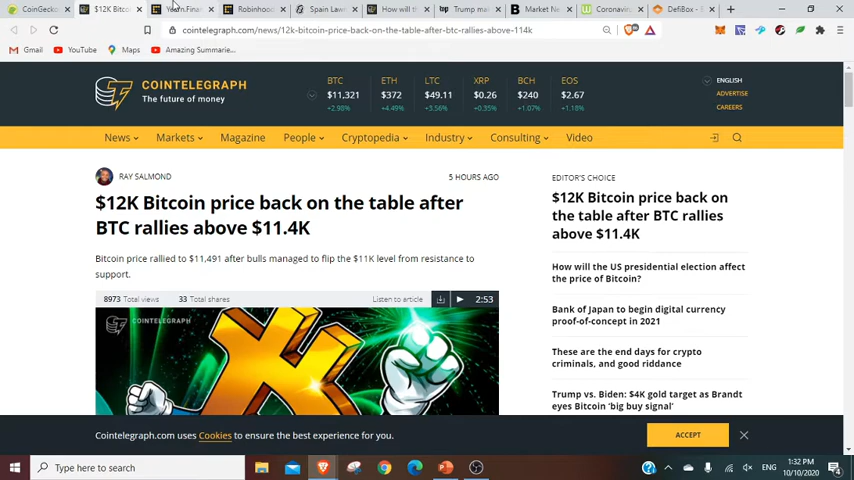 CoinGecko
$12K Bitco
Yearn.Finan
Robinhood
Spain Law
How will th
Trump ma
Market Ne
Coronavir
DefiBox –
cointelegraph.com/news/12k-bitcoin-price-back-on-the-table-after-btc-rallies-above-114k
Gmail
YouTube
Maps
Amazing Summarie...
COINTELEGRAPH
The future of money
BTC
$11,321
+2.98%
ETH
$372
+4.49%
LTC
$49.11
+3.56%
XRP
$0.26
+0.35%
BCH
$240
+1.07%
EOS
$2.67
+1.18%
ENGLISH
ADVERTISE
CAREERS
News
Markets
Magazine
People
Cryptopedia
Industry
Consulting
Video
RAY SALMOND
5 HOURS AGO
$12K Bitcoin price back on the table after
BTC rallies above $11.4K
Bitcoin price rallied to $11,491 after bulls managed to flip the $11K level from resistance to
support.
8973 Total views
33 Total shares
Listen to article
2:53
COINTELEGRAPH
EDITOR'S CHOICE
$12K Bitcoin price back on
the table after BTC rallies
above $11.4K
How will the US presidential election affect
the price of Bitcoin?
Bank of Japan to begin digital currency
proof-of-concept in 2021
These are the end days for crypto
criminals, and good riddance
Trump vs. Biden: $4K gold target as Brandt
eyes Bitcoin 'big buy signal'
Cointelegraph.com uses Cookies to ensure the best experience for you.
ACCEPT
Type here to search
ENG
1:32 PM
10/10/2020
4